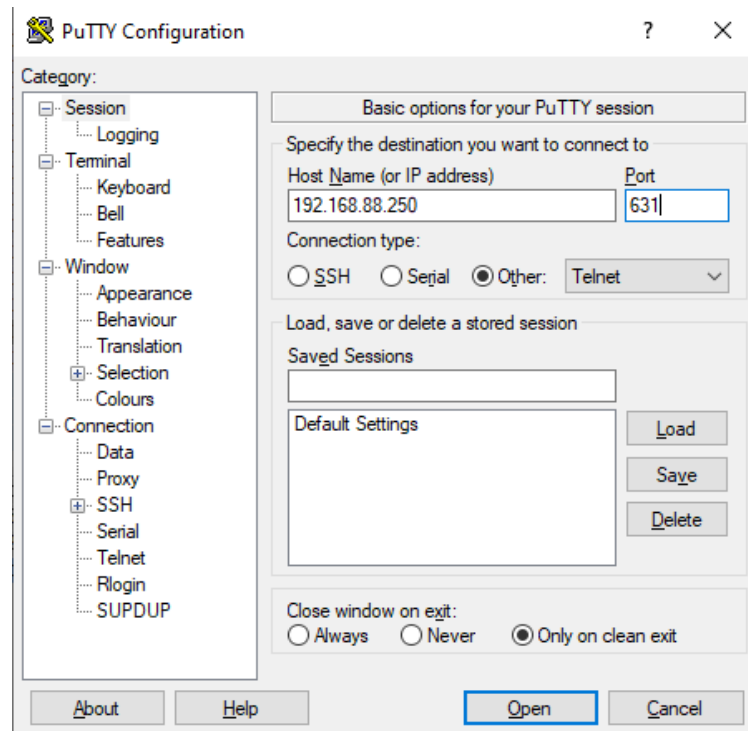 PuTTY Configuration
?
Category:
Session
Logging
Terminal
Keyboard
Bell
Features
Window
Appearance
Behaviour
Translation
Selection
Colours
Connection
Data
Proxy
SSH
Serial
Telnet
Rlogin
SUPDUP
Basic options for your PuTTY session
Specify the destination you want to connect to
Host Name (or IP address) Port
192.168.88.250 631
Connection type:
SSH Serial Other: Telnet
Load, save or delete a stored session
Saved Sessions
Default Settings
Load
Save
Delete
Close window on exit:
Always Never Only on clean exit
About Help Open Cancel